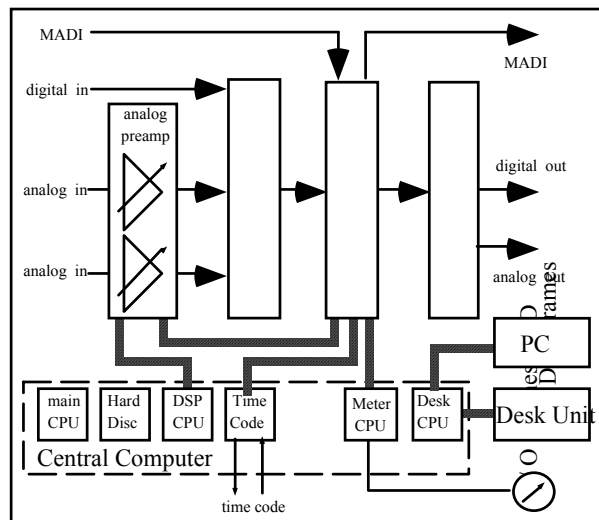 MADI
MADI
digital in
analog
preamp
analog in
digital out
analog in
analog out
rames
PC
main
CPU
Hard
Disc
DSP
CPU
Time
Code
Meter
CPU
Desk
CPU
Desk Unit
Central Computer
time code